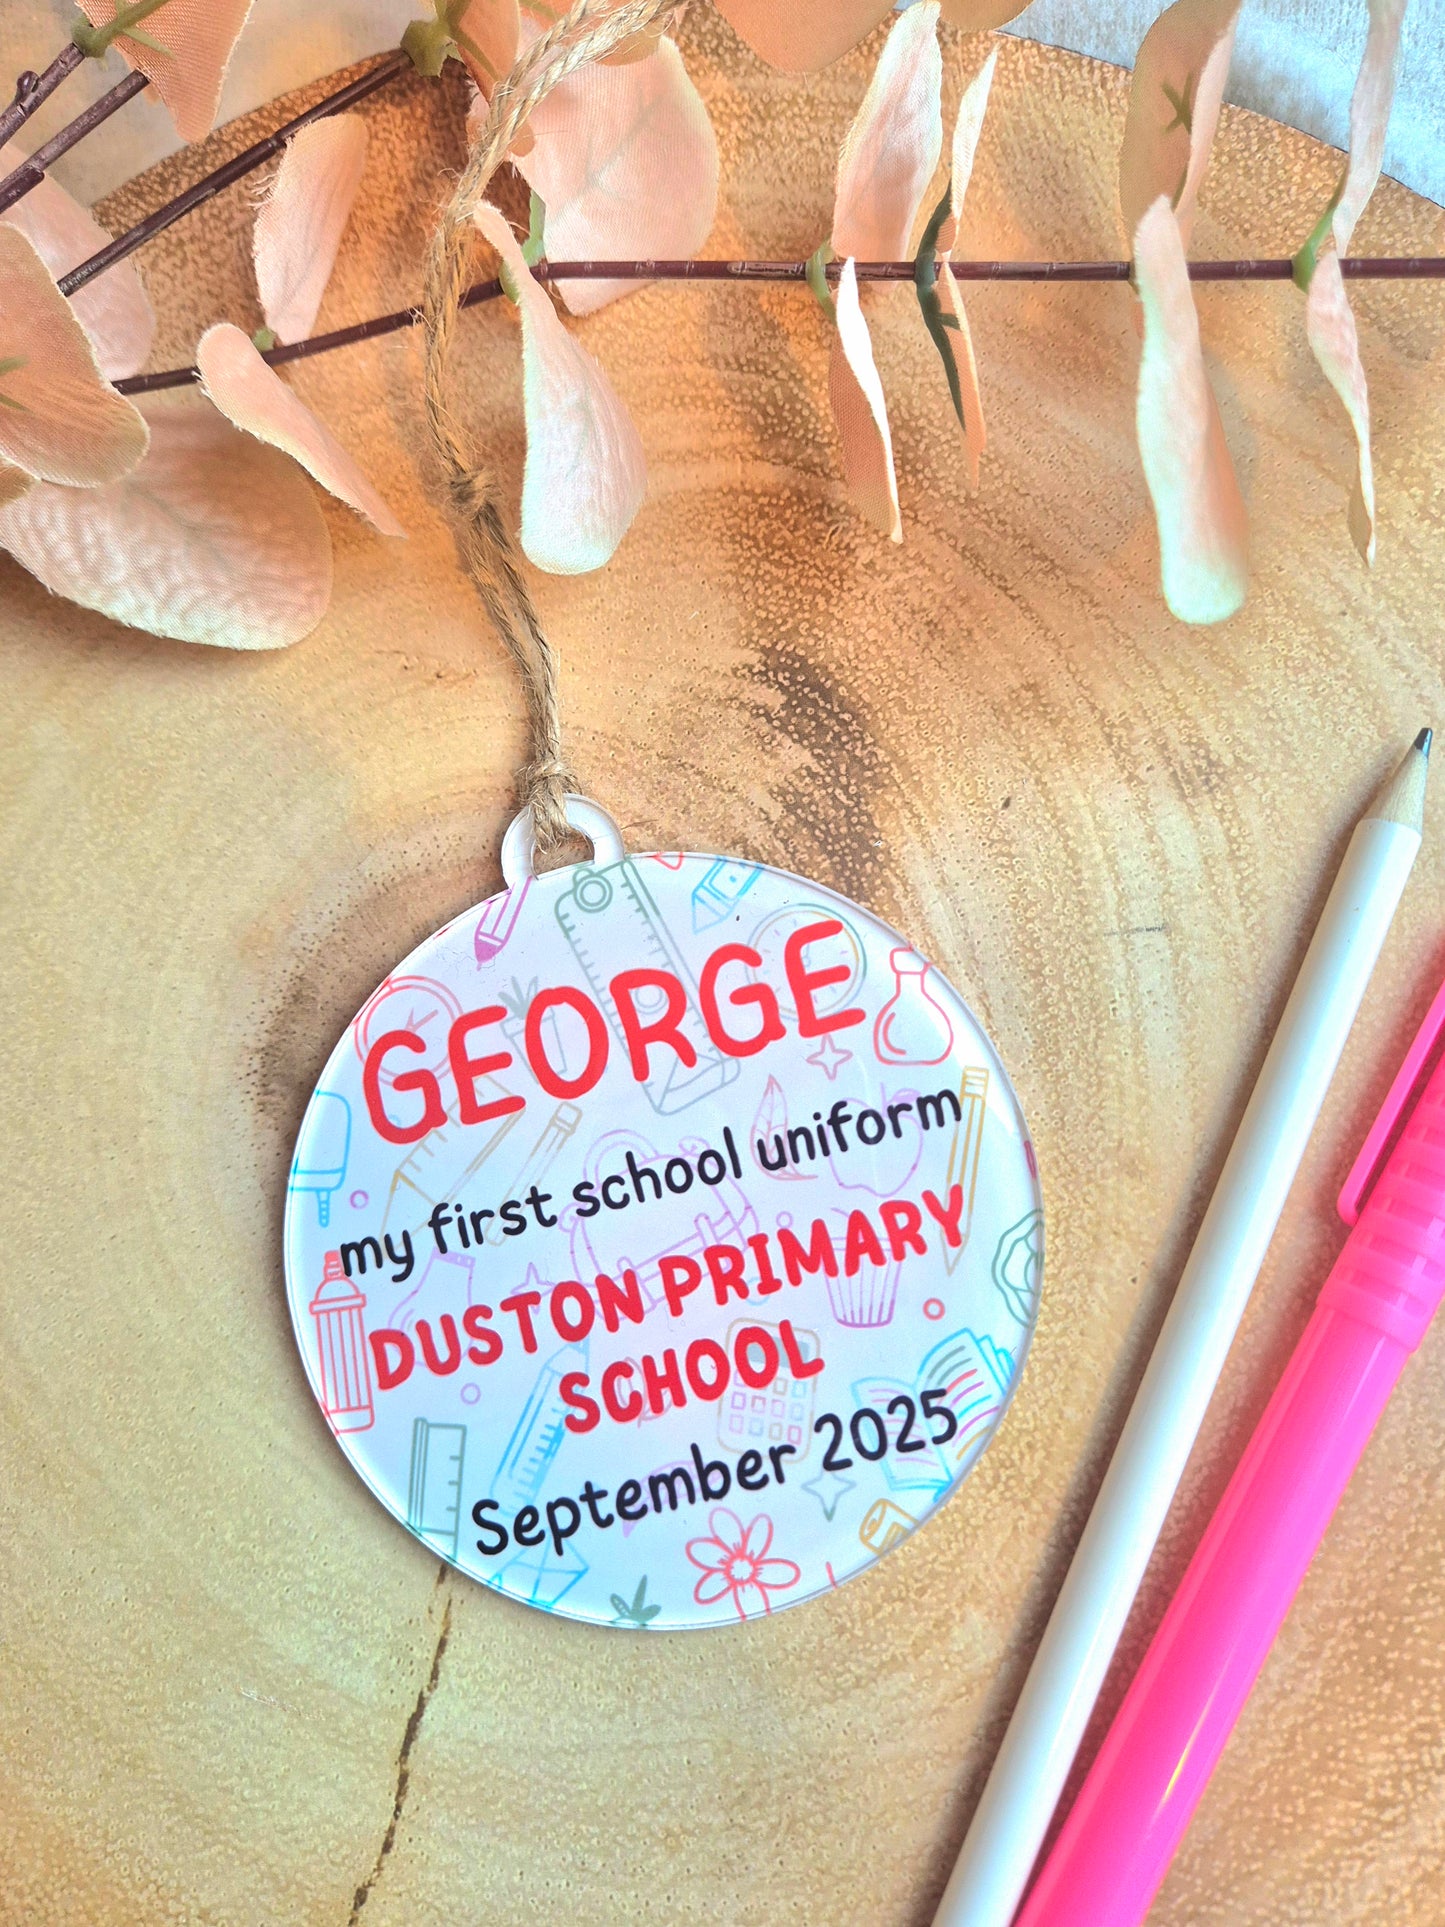 GEORGE
my first school uniform
DUSTON PRIMARY
SCHOOL
September 2025